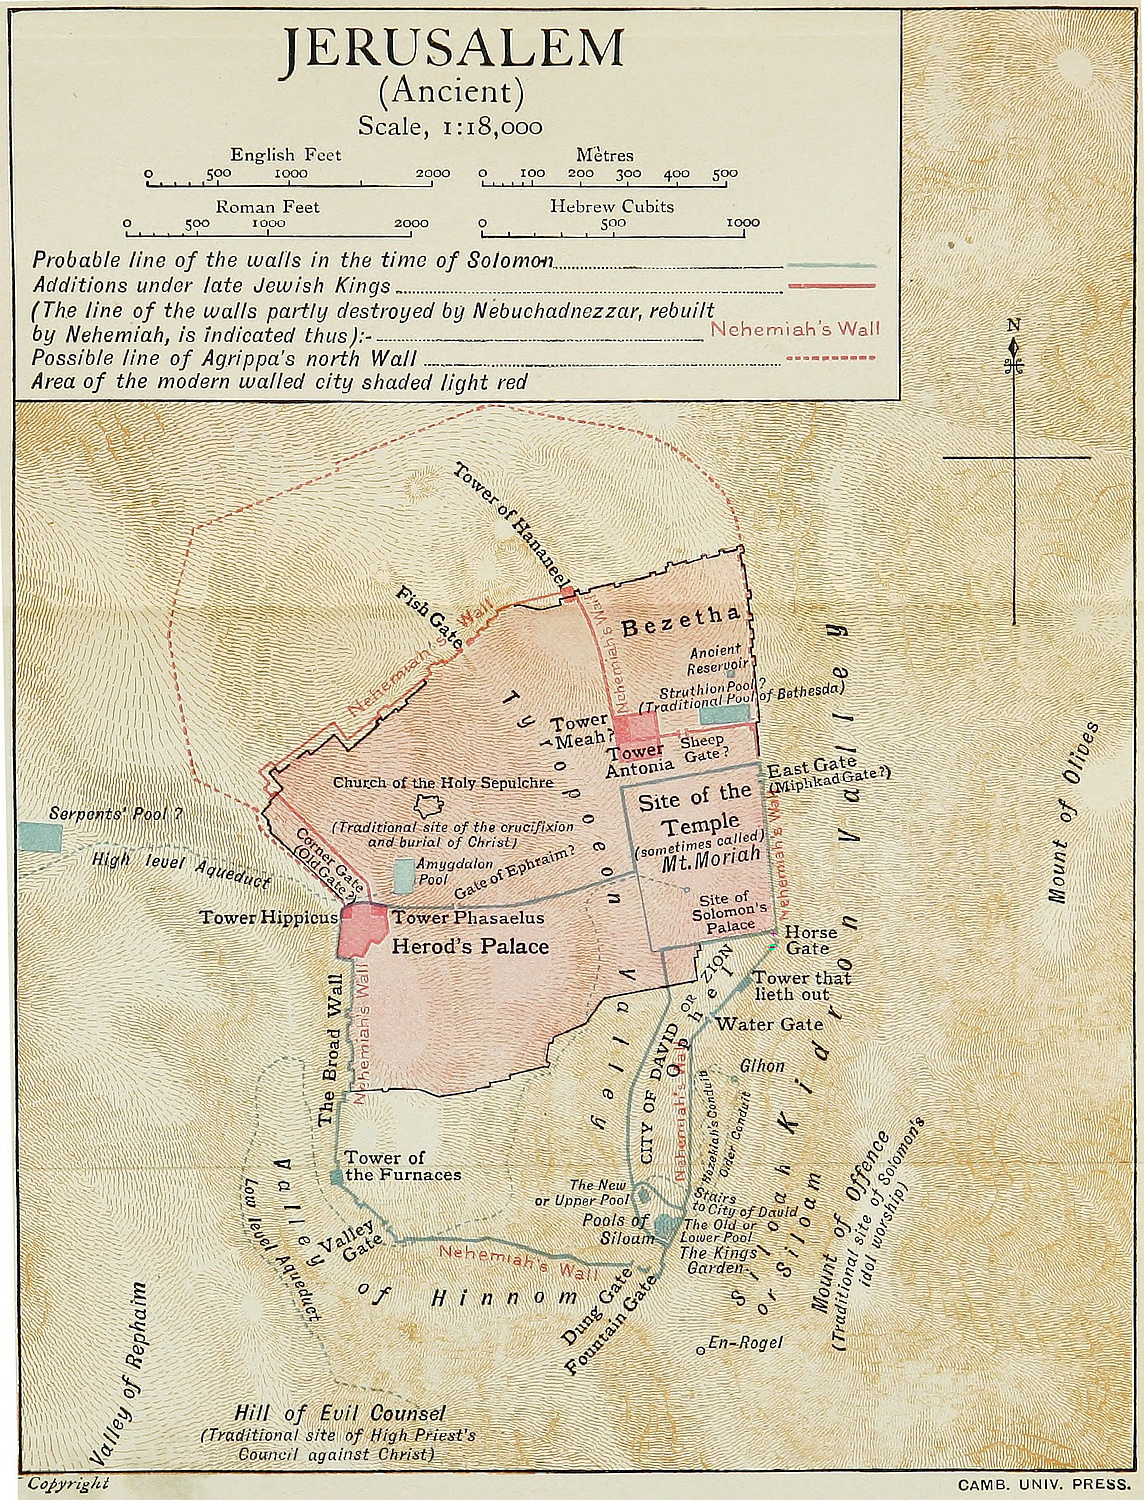 JERUSALEM
(Ancient)
Scale, 1:18,000
English Feet
0 500 1000 2000
Mètres
0 100 200 300 400 500
Roman Feet
0 500 1000 2000
Hebrew Cubits
0 500 1000
Probable line of the walls in the time of Solomon
Additions under late Jewish Kings
(The line of the walls partly destroyed by Nebuchadnezzar, rebuilt
by Nehemiah, is indicated thus):- Nehemiah's Wall
Possible line of Agrippa's north Wall
Area of the modern walled city shaded light red
N
Tower of Hananeel
Fish Gate
Nehemiah's Wall
Nehemiah's Wall
Bezetha
Ancient
Reservoir
Struthion Pool?
(Traditional Pool of Bethesda)
Tower
Meah?
Tower
Antonia
Sheep
Gate?
East Gate
(Miphkad Gate?)
Tyropoeon Valley
Church of the Holy Sepulchre
(Traditional site of the crucifixion
and burial of Christ)
Site of the
Temple
(sometimes called)
Mt. Moriah
Site of
Solomon's
Palace
Nehemiah's Wall
Serpents' Pool?
High level Aqueduct
Corner Gate
(Old Gate?)
Amygdalon
Pool
Gate of Ephraim?
Tower Hippicus
Tower Phasaelus
Herod's Palace
Horse
Gate
Tower that
lieth out
Water Gate
Kidron Valley
Mount of Olives
The Broad Wall
Nehemiah's Wall
CITY OF DAVID OR ZION
Ophel
Nehemiah's Wall
Gihon
Hezekiah's Conduit
Older Conduit
Tower of
the Furnaces
Valley
Gate
The New
or Upper Pool
Pools of
Siloam
Stairs
to City of David
The Old or
Lower Pool
The Kings
Garden
Siloah
or Siloam
Mount of Offence
(Traditional site of Solomon's
idol worship)
Low level Aqueduct
Valley of Hinnom
Nehemiah's Wall
Dung Gate
Fountain Gate
En-Rogel
Valley of Rephaim
Hill of Evil Counsel
(Traditional site of High Priest's
Council against Christ)
Copyright
CAMB. UNIV. PRESS.